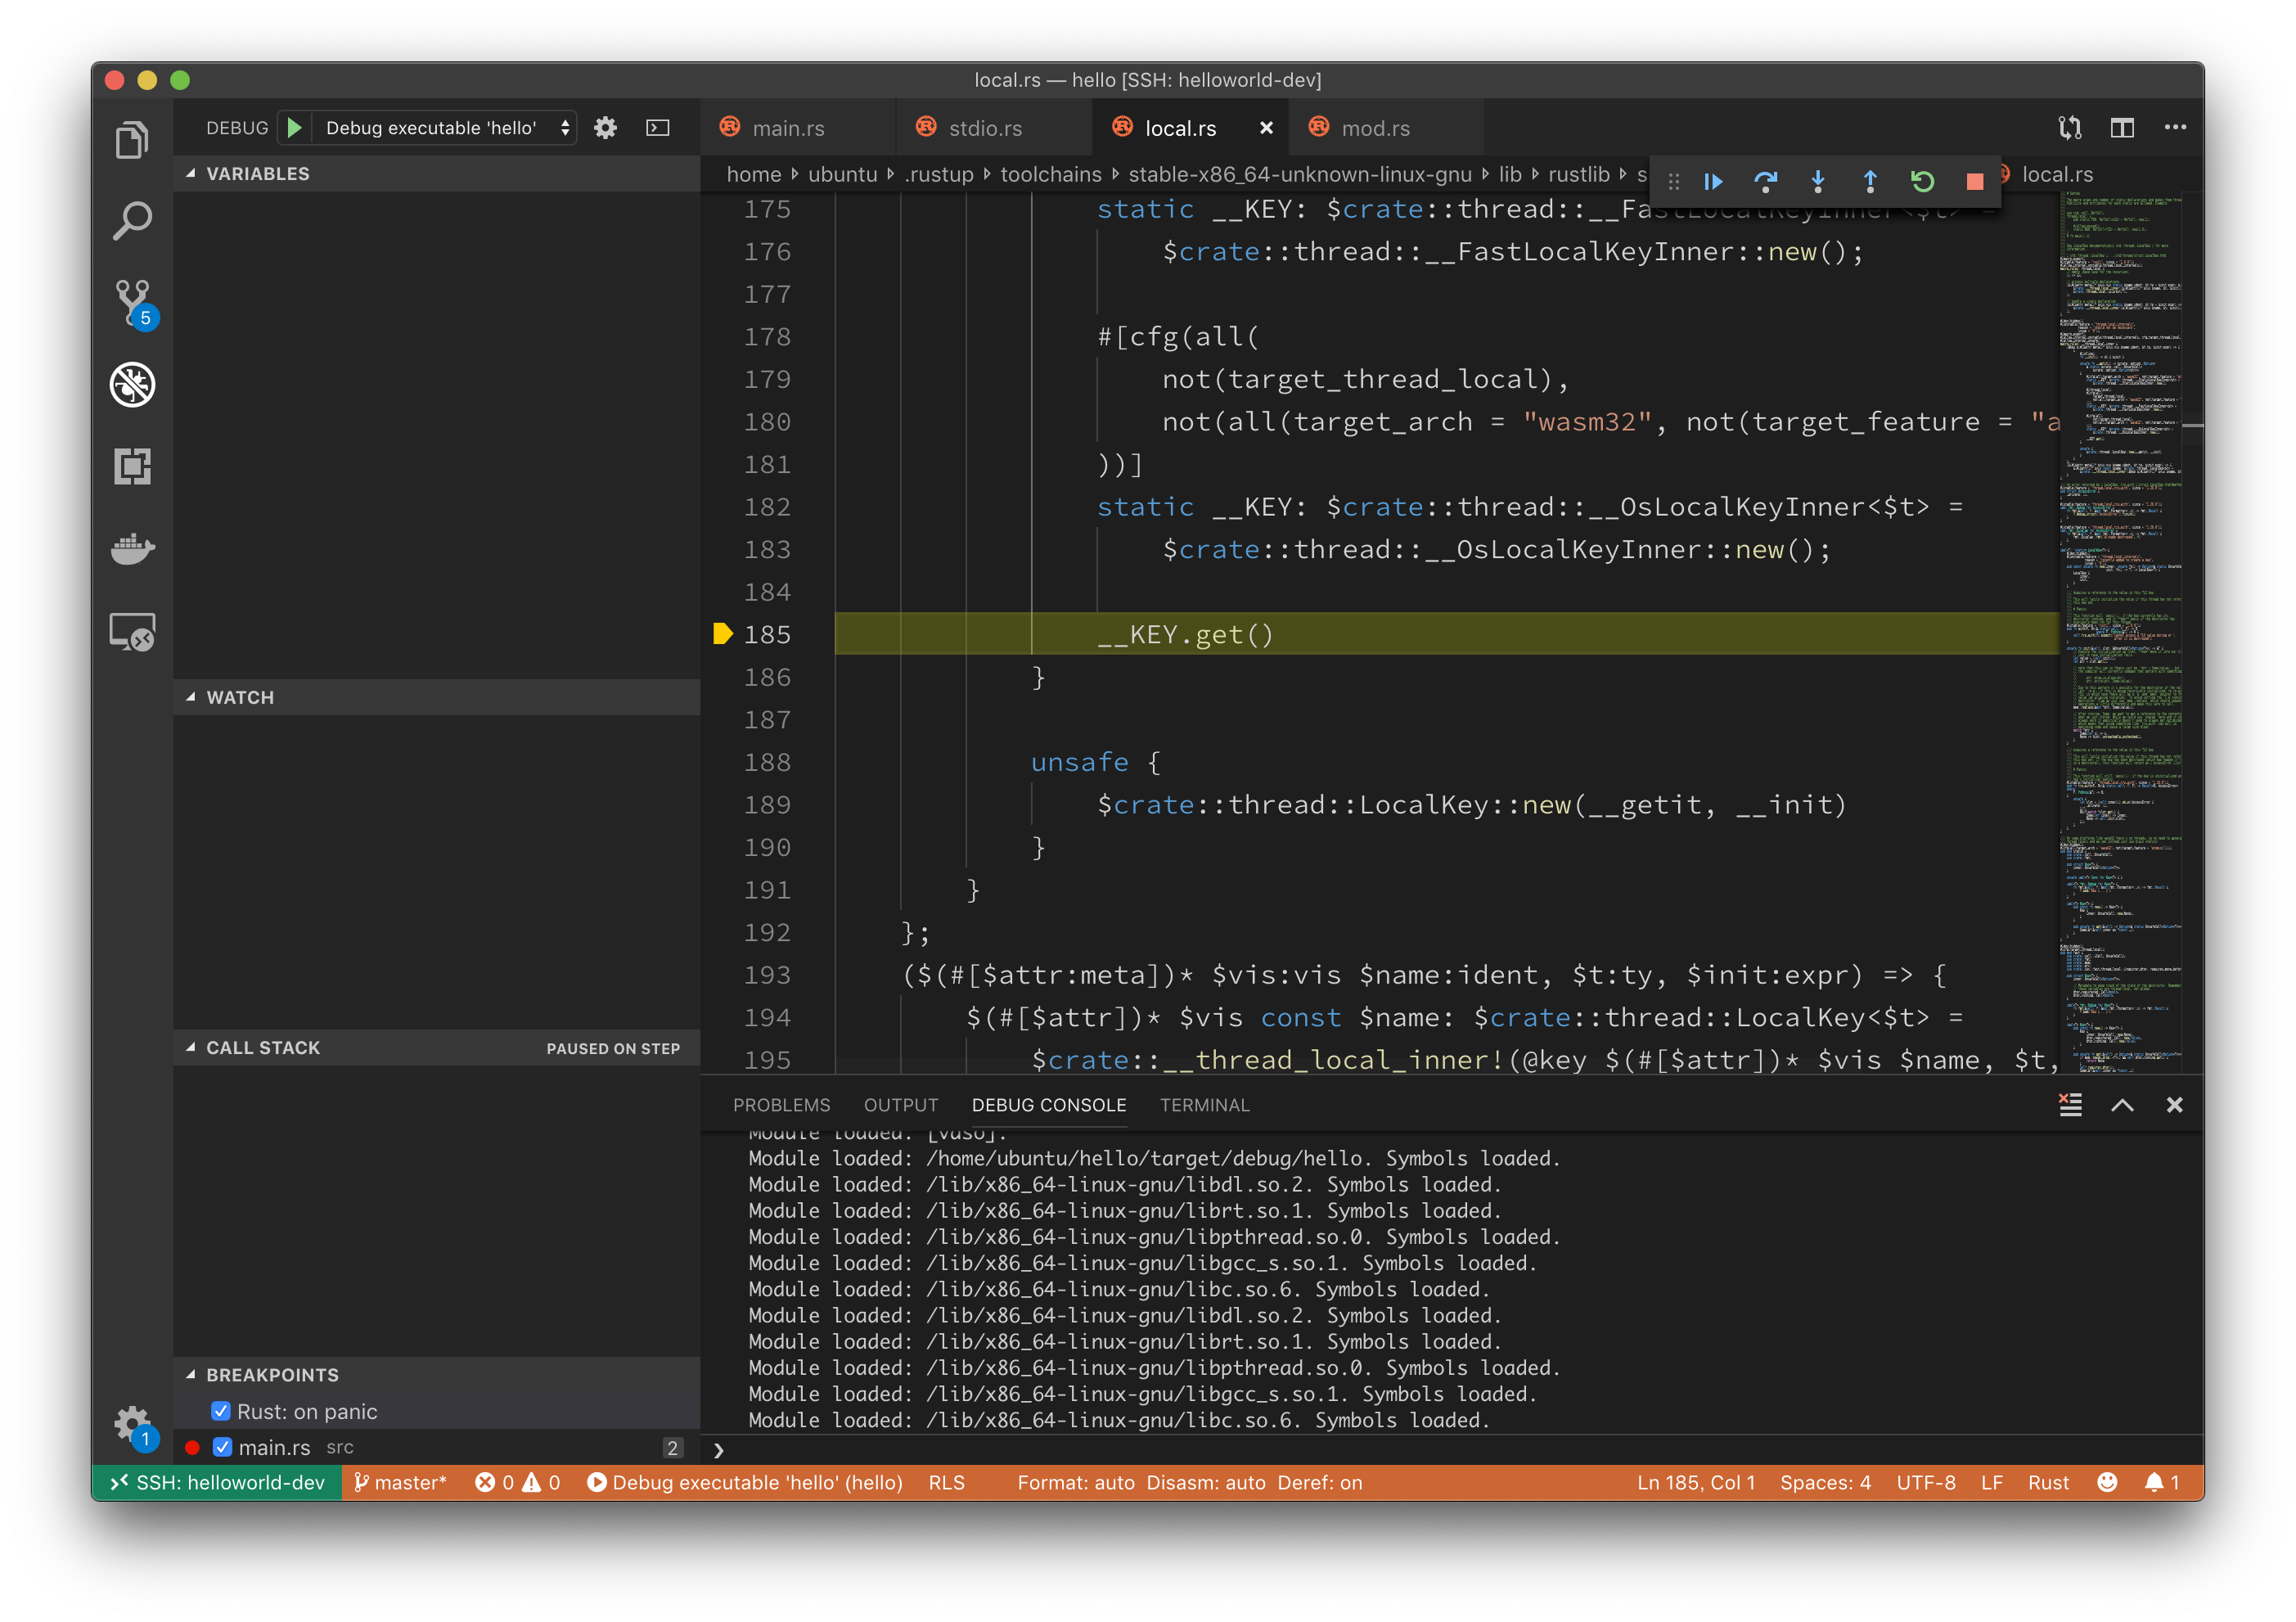 local.rs — hello [SSH: helloworld-dev]
DEBUG Debug executable 'hello'
main.rs stdio.rs local.rs mod.rs
VARIABLES
home ubuntu .rustup toolchains stable-x86_64-unknown-linux-gnu lib rustlib s local.rs
175 static __KEY: $crate::thread::__FastLocalKeyInner<$t> =
176 $crate::thread::__FastLocalKeyInner::new();
177
178 #[cfg(all(
179 not(target_thread_local),
180 not(all(target_arch = "wasm32", not(target_feature = "a
181 ))]
182 static __KEY: $crate::thread::__OsLocalKeyInner<$t> =
183 $crate::thread::__OsLocalKeyInner::new();
184
185 __KEY.get()
186 }
187
188 unsafe {
189 $crate::thread::LocalKey::new(__getit, __init)
190 }
191 }
192 };
193 ($(#[$attr:meta])* $vis:vis $name:ident, $t:ty, $init:expr) => {
194 $(#[$attr])* $vis const $name: $crate::thread::LocalKey<$t> =
195 $crate::__thread_local_inner!(@key $(#[$attr])* $vis $name, $t,
5
WATCH
CALL STACK PAUSED ON STEP
PROBLEMS OUTPUT DEBUG CONSOLE TERMINAL
Module loaded: [vdso].
Module loaded: /home/ubuntu/hello/target/debug/hello. Symbols loaded.
Module loaded: /lib/x86_64-linux-gnu/libdl.so.2. Symbols loaded.
Module loaded: /lib/x86_64-linux-gnu/librt.so.1. Symbols loaded.
Module loaded: /lib/x86_64-linux-gnu/libpthread.so.0. Symbols loaded.
Module loaded: /lib/x86_64-linux-gnu/libgcc_s.so.1. Symbols loaded.
Module loaded: /lib/x86_64-linux-gnu/libc.so.6. Symbols loaded.
Module loaded: /lib/x86_64-linux-gnu/libdl.so.2. Symbols loaded.
Module loaded: /lib/x86_64-linux-gnu/librt.so.1. Symbols loaded.
Module loaded: /lib/x86_64-linux-gnu/libpthread.so.0. Symbols loaded.
Module loaded: /lib/x86_64-linux-gnu/libgcc_s.so.1. Symbols loaded.
Module loaded: /lib/x86_64-linux-gnu/libc.so.6. Symbols loaded.
BREAKPOINTS
Rust: on panic
main.rs src 2
1
SSH: helloworld-dev master* 0 0 Debug executable 'hello' (hello) RLS Format: auto Disasm: auto Deref: on Ln 185, Col 1 Spaces: 4 UTF-8 LF Rust 1